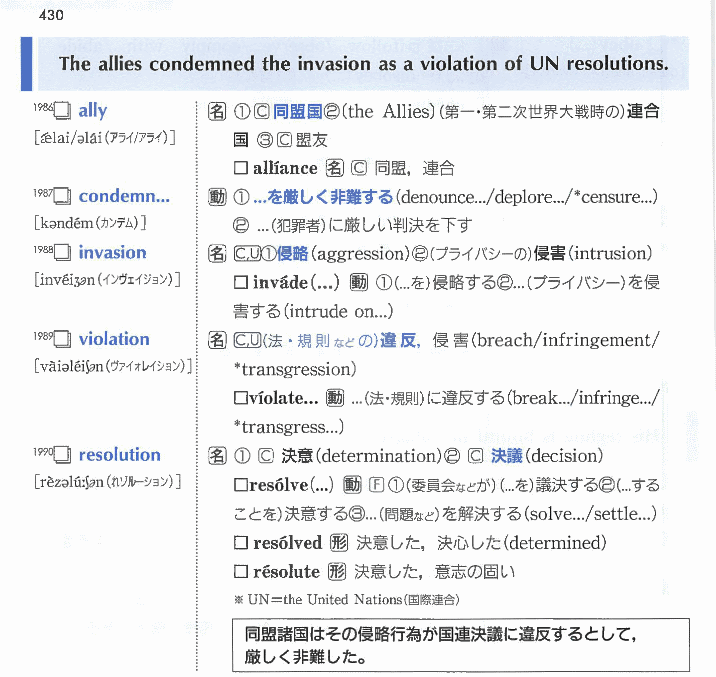 430
The allies condemned the invasion as a violation of UN resolutions.
1986□ ally
[ǽlai/əlái (アライ/アライ)]
名 ①Ⓒ同盟国②(the Allies)(第一・第二次世界大戦時の)連合
国 ③Ⓒ盟友
□ allíance 名 Ⓒ 同盟，連合
1987□ condemn...
[kəndém (カンデム)]
動 ① ...を厳しく非難する(denounce.../deplore.../*censure...)
② ...(犯罪者)に厳しい判決を下す
1988□ invasion
[invéiʒən (インヴェイジョン)]
名 C,U①侵略(aggression)②(プライバシーの)侵害(intrusion)
□ inváde(...) 動 ①(...を)侵略する②...(プライバシー)を侵
害する(intrude on...)
1989□ violation
[vàiəléiʃən (ヴァイオレイション)]
名 C,U(法・規則などの)違反，侵害(breach/infringement/
*transgression)
□víolate... 動 ...(法・規則)に違反する(break.../infringe.../
*transgress...)
1990□ resolution
[rèzəlúːʃən (レゾルーション)]
名 ① Ⓒ 決意(determination)② Ⓒ 決議(decision)
□resólve(...) 動 F①(委員会などが)(...を)議決する②(...する
ことを)決意する③...(問題など)を解決する(solve.../settle...)
□ resólved 形 決意した，決心した(determined)
□ résolute 形 決意した，意志の固い
※ UN=the United Nations(国際連合)
同盟諸国はその侵略行為が国連決議に違反するとして，
厳しく非難した。